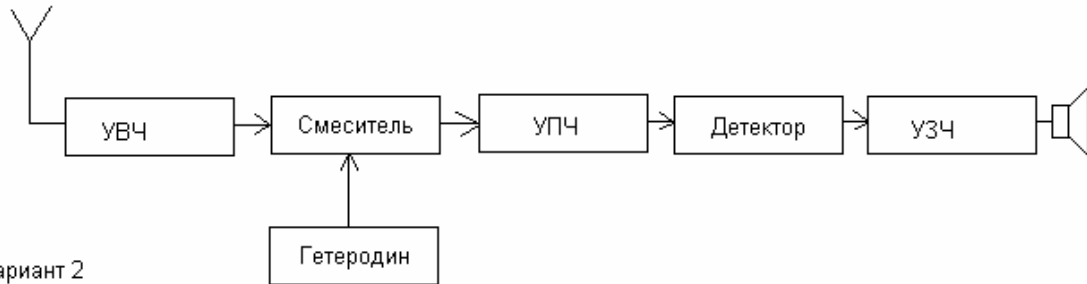 УВЧ
Смеситель
УПЧ
Детектор
УЗЧ
Гетеродин
ариант 2